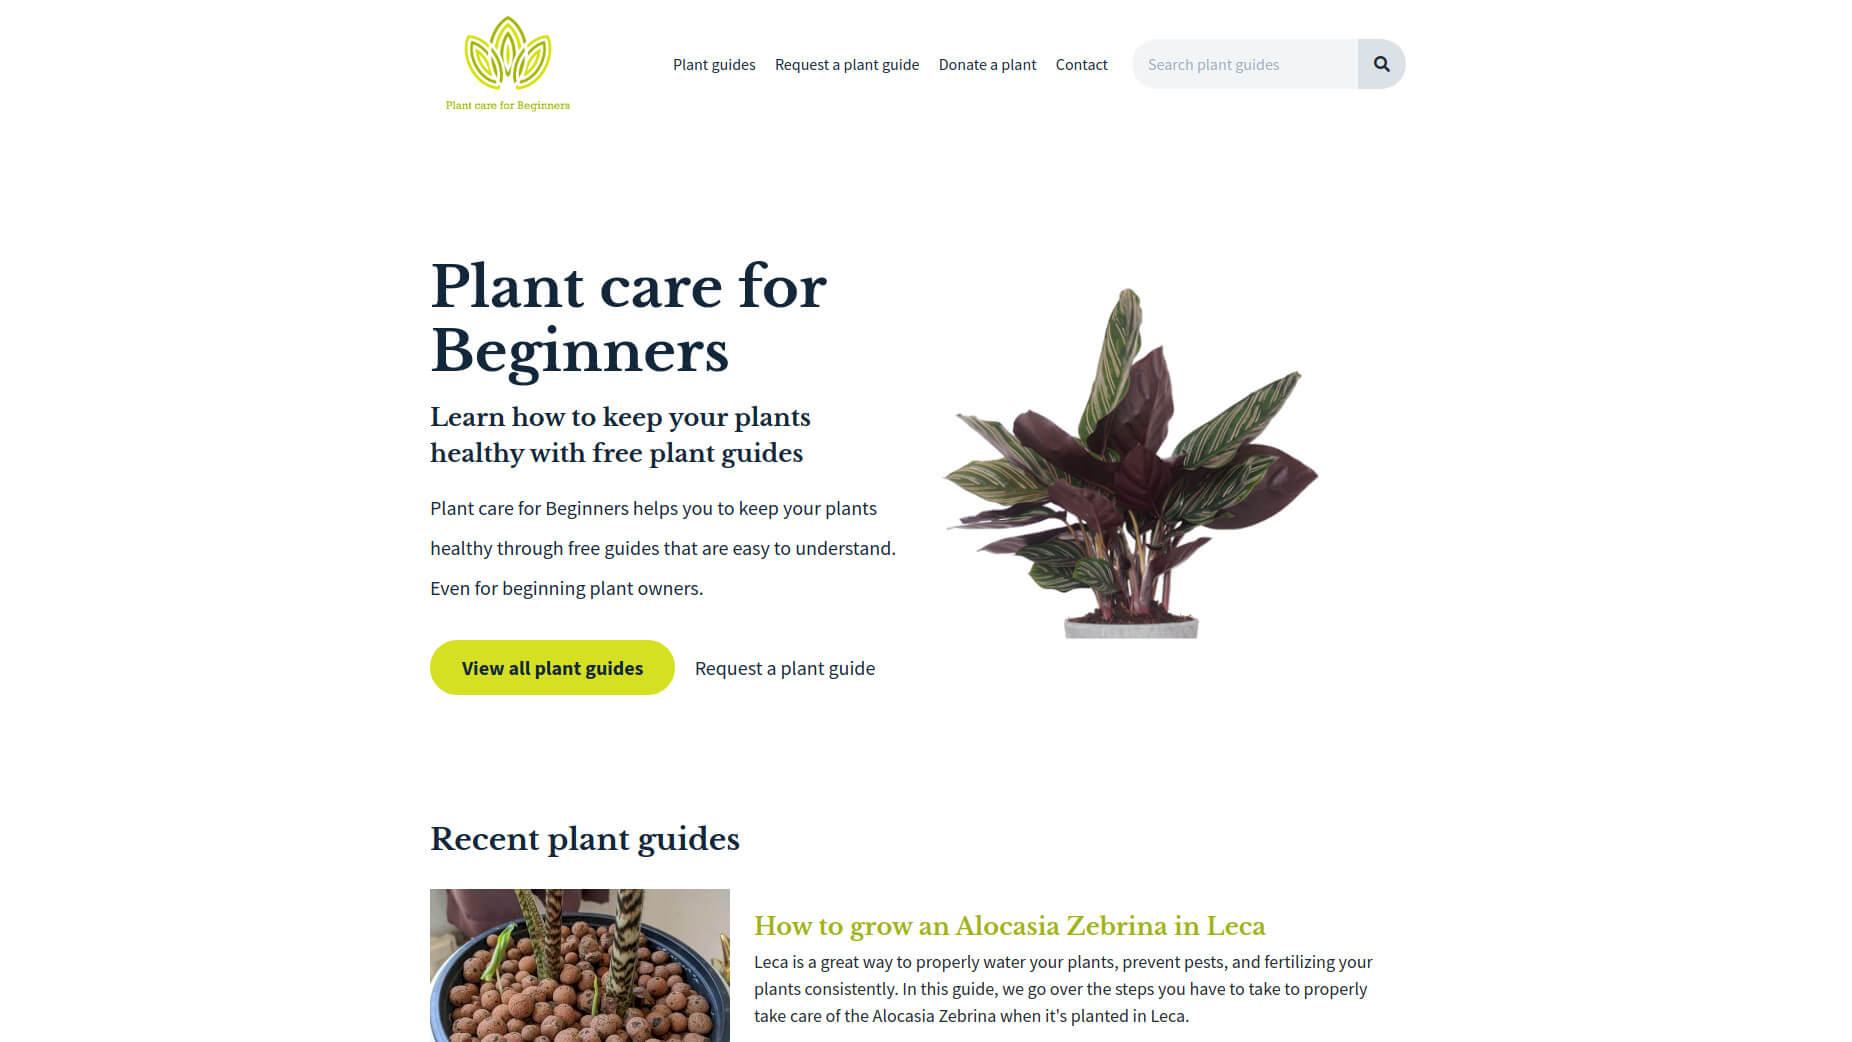 Plant care for Beginners
Plant guides
Request a plant guide
Donate a plant
Contact
Search plant guides
Plant care for
Beginners
Learn how to keep your plants
healthy with free plant guides
Plant care for Beginners helps you to keep your plants
healthy through free guides that are easy to understand.
Even for beginning plant owners.
View all plant guides
Request a plant guide
Recent plant guides
How to grow an Alocasia Zebrina in Leca
Leca is a great way to properly water your plants, prevent pests, and fertilizing your
plants consistently. In this guide, we go over the steps you have to take to properly
take care of the Alocasia Zebrina when it's planted in Leca.